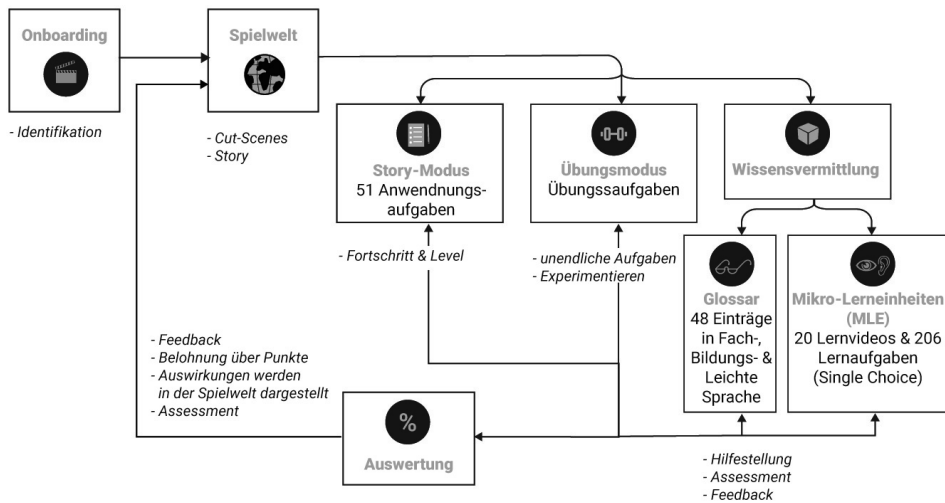 Onboarding
- Identifikation
Spielwelt
- Cut-Scenes
- Story
Story-Modus
51 Anwednungs-
aufgaben
- Fortschritt & Level
Übungsmodus
Übungssaufgaben
- unendliche Aufgaben
- Experimentieren
Wissensvermittlung
Glossar
48 Einträge
in Fach-,
Bildungs- &
Leichte
Sprache
Mikro-Lerneinheiten
(MLE)
20 Lernvideos & 206
Lernaufgaben
(Single Choice)
- Feedback
- Belohnung über Punkte
- Auswirkungen werden
in der Spielwelt dargestellt
- Assessment
%
Auswertung
- Hilfestellung
- Assessment
- Feedback